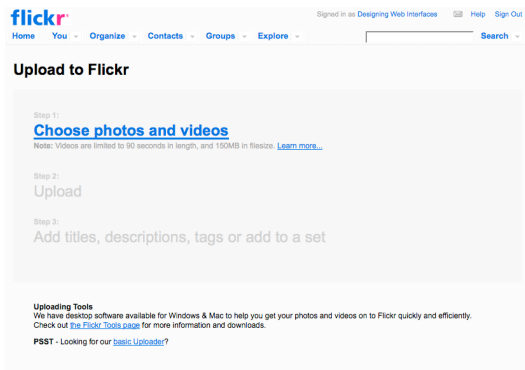 flickr
Signed in as Designing Web Interfaces Help Sign Out
Home You Organize Contacts Groups Explore Search
Upload to Flickr
Step 1:
Choose photos and videos
Note: Videos are limited to 90 seconds in length, and 150MB in filesize. Learn more...
Step 2:
Upload
Step 3:
Add titles, descriptions, tags or add to a set
Uploading Tools
We have desktop software available for Windows & Mac to help you get your photos and videos on to Flickr quickly and efficiently.
Check out the Flickr Tools page for more information and downloads.
PSST - Looking for our basic Uploader?